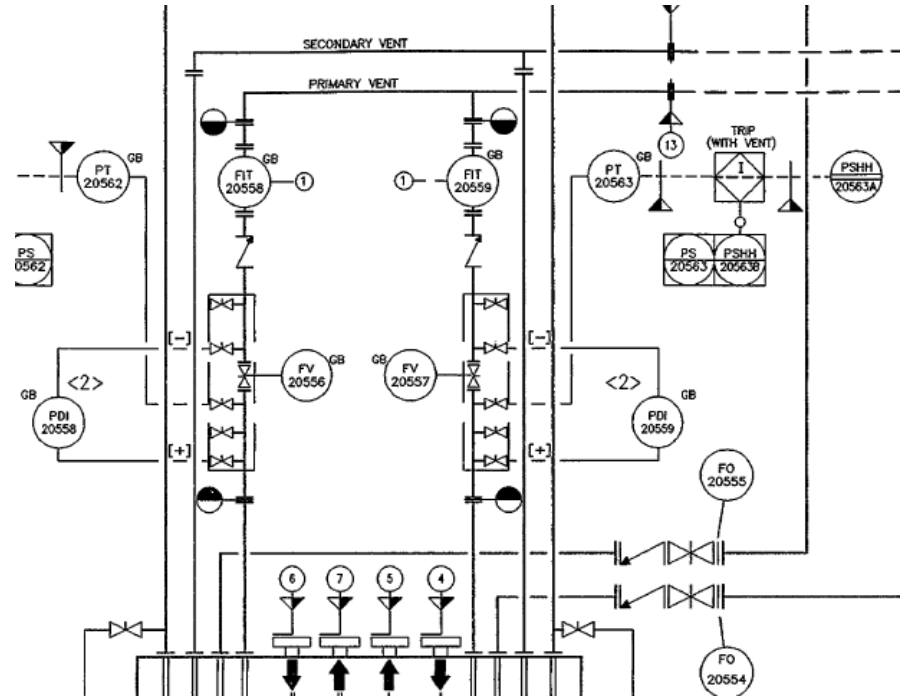 SECONDARY VENT
PRIMARY VENT
13
TRIP
(WITH VENT)
GB
PT
20562
GB
FIT
20558
1
1
GB
FIT
20559
GB
PT
20563
I
PSHH
20563A
PS
20562
PS
20563
PSHH
20563B
[-]
[-]
FV
20556
GB
GB
FV
20557
<2>
<2>
GB
PDI
20558
PDI
20559
GB
[+]
[+]
FO
20555
6
7
5
4
FO
20554